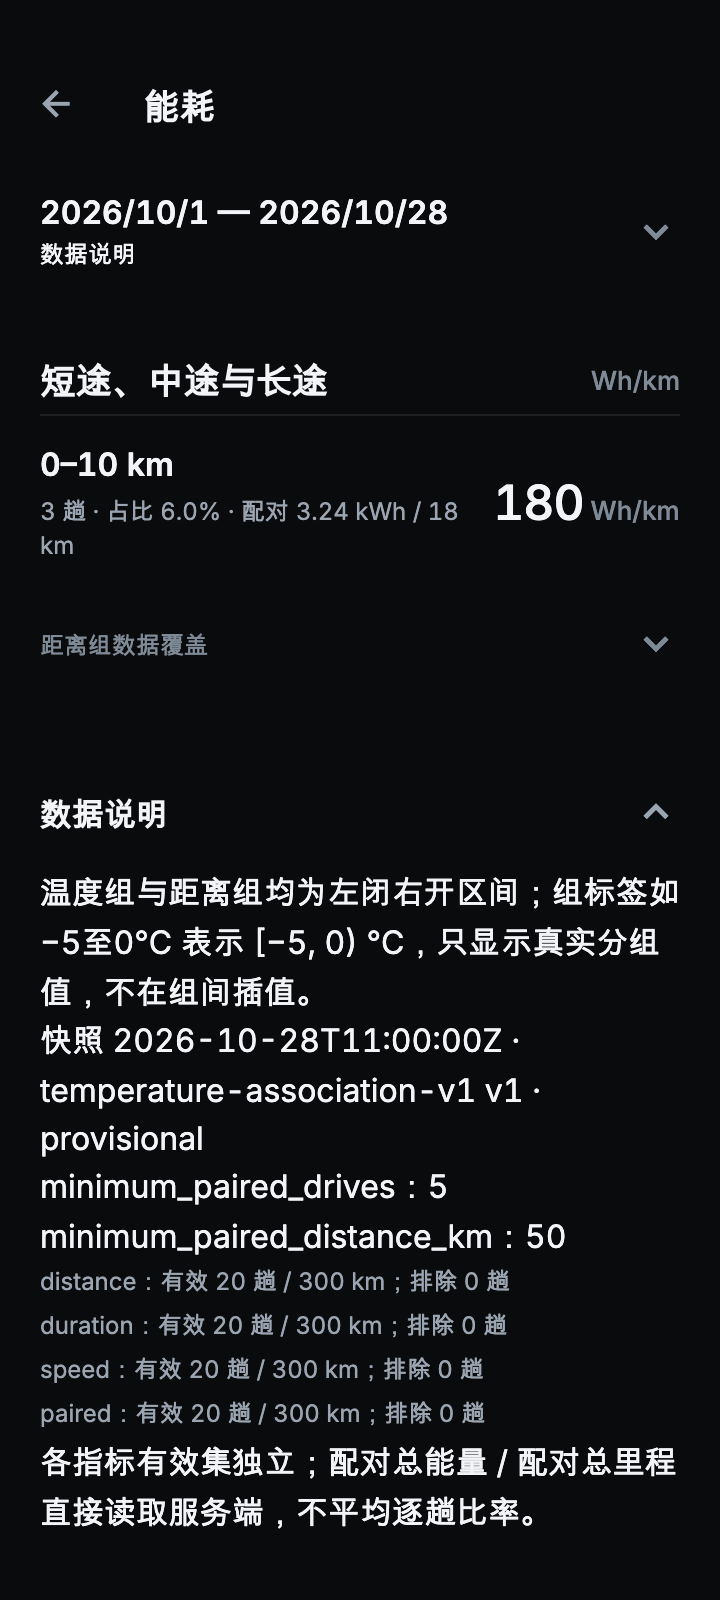 能耗
2026/10/1 — 2026/10/28
数据说明
短途、中途与长途 Wh/km
0–10 km
3 趟 · 占比 6.0% · 配对 3.24 kWh / 18
km
180 Wh/km
距离组数据覆盖
数据说明
温度组与距离组均为左闭右开区间；组标签如
−5至0°C 表示 [−5, 0) °C，只显示真实分组
值，不在组间插值。
快照 2026-10-28T11:00:00Z ·
temperature-association-v1 v1 ·
provisional
minimum_paired_drives：5
minimum_paired_distance_km：50
distance：有效 20 趟 / 300 km；排除 0 趟
duration：有效 20 趟 / 300 km；排除 0 趟
speed：有效 20 趟 / 300 km；排除 0 趟
paired：有效 20 趟 / 300 km；排除 0 趟
各指标有效集独立；配对总能量 / 配对总里程
直接读取服务端，不平均逐趟比率。